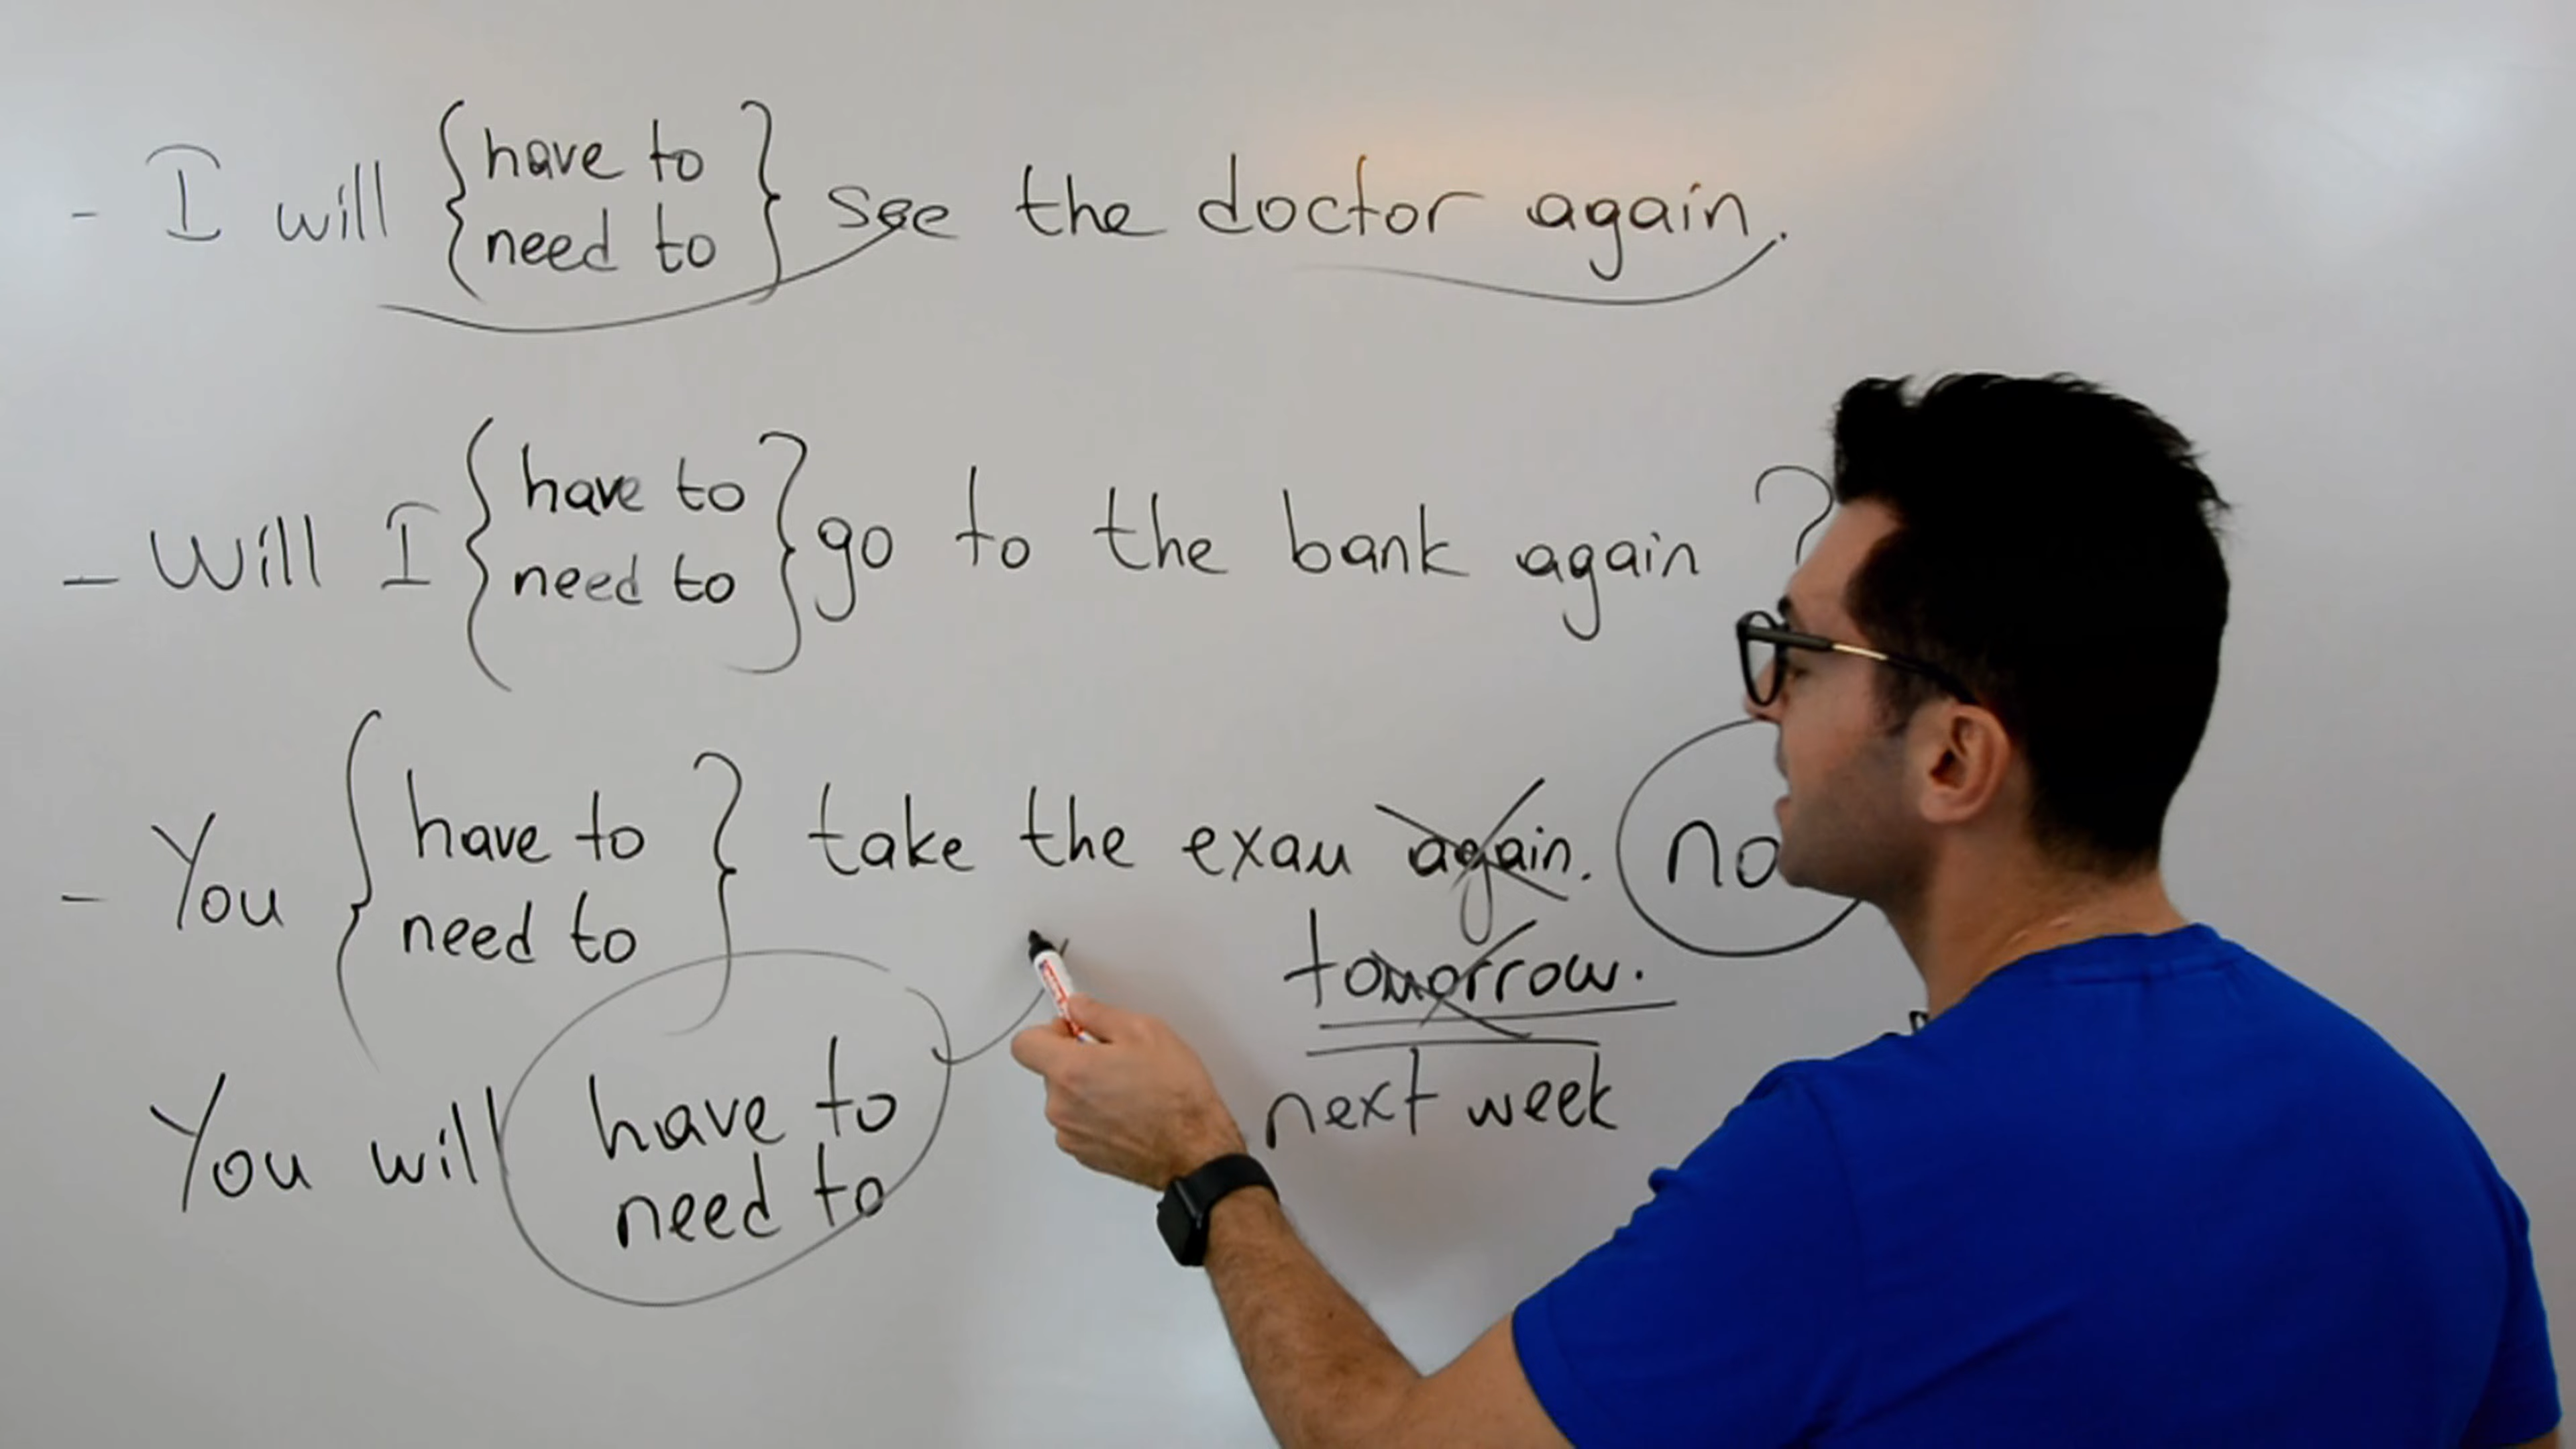 - I will { have to
need to } see the doctor again.
- Will I { have to
need to } go to the bank again ?
- You { have to
need to } take the exam again.
tomorrow.
next week
You will have to
need to